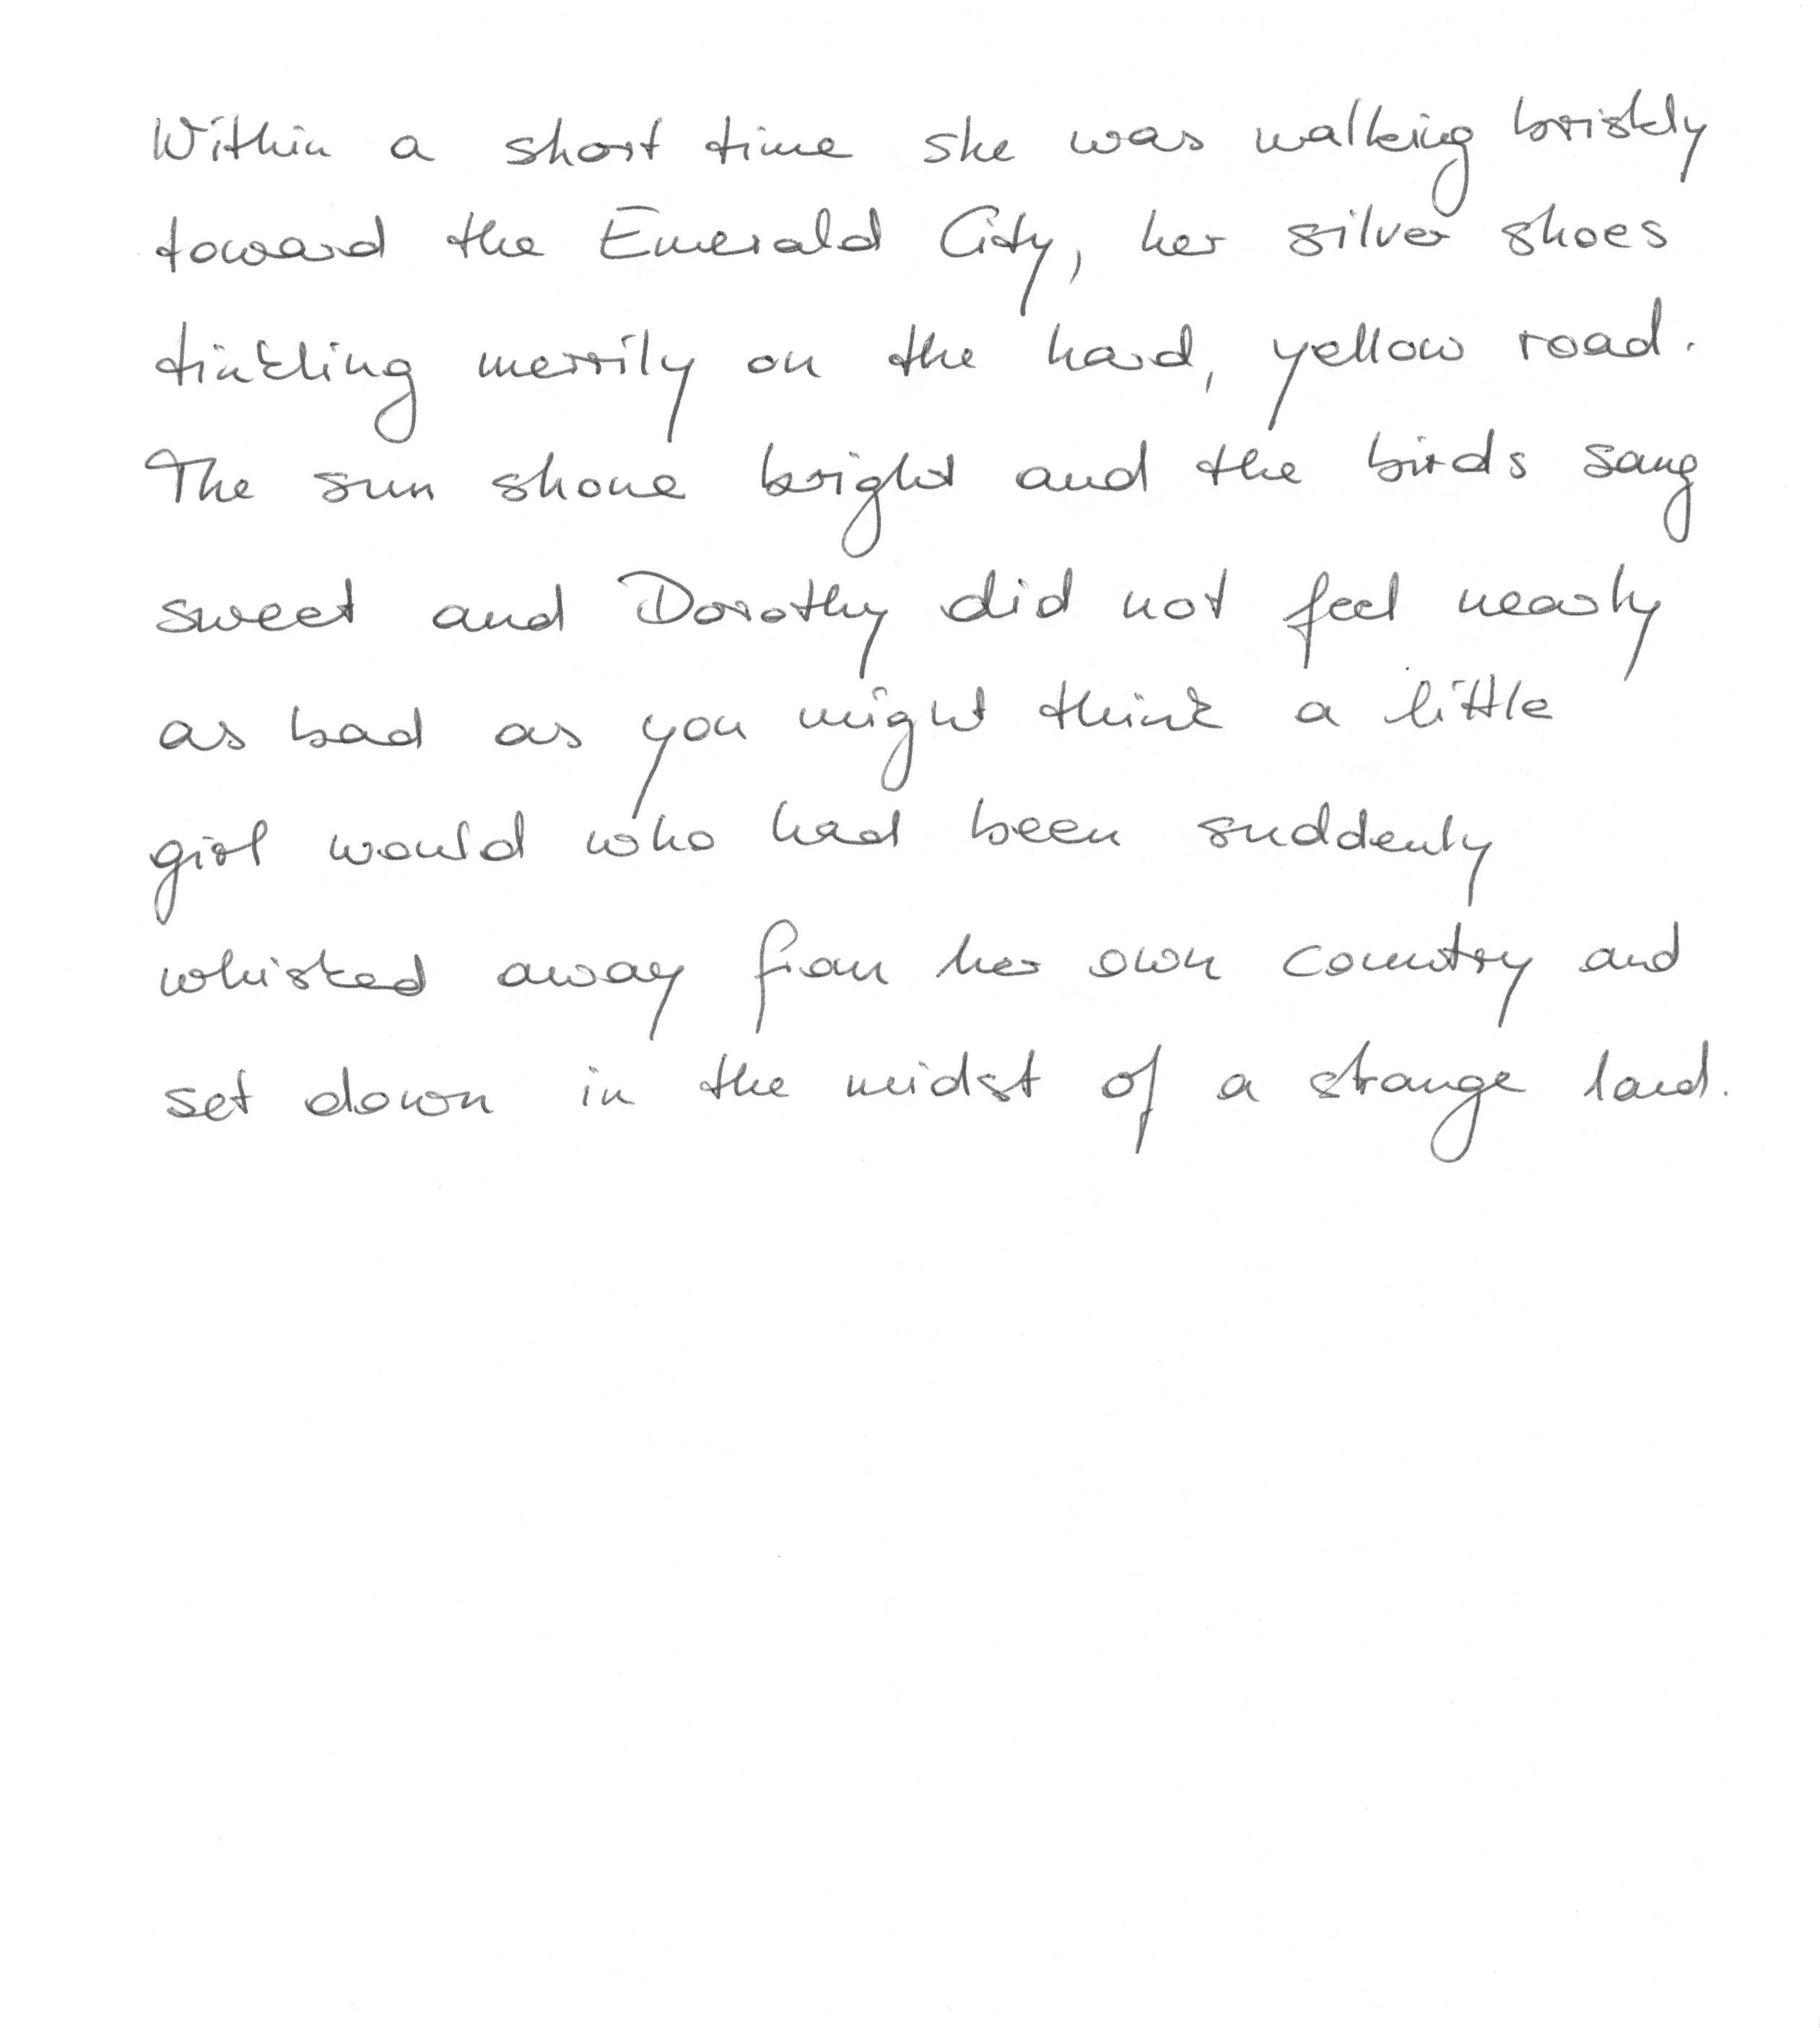 Within a short time she was walking briskly
toward the Emerald City, her silver shoes
tinkling merrily on the hard, yellow road.
The sun shone bright and the birds sang
sweet and Dorothy did not feel nearly
as bad as you might think a little
girl would who had been suddenly
whisked away from her own country and
set down in the midst of a strange land.